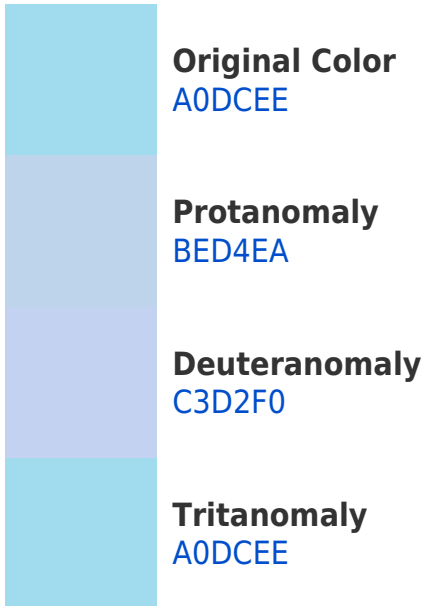 Original Color
A0DCEE
Protanomaly
BED4EA
Deuteranomaly
C3D2F0
Tritanomaly
A0DCEE